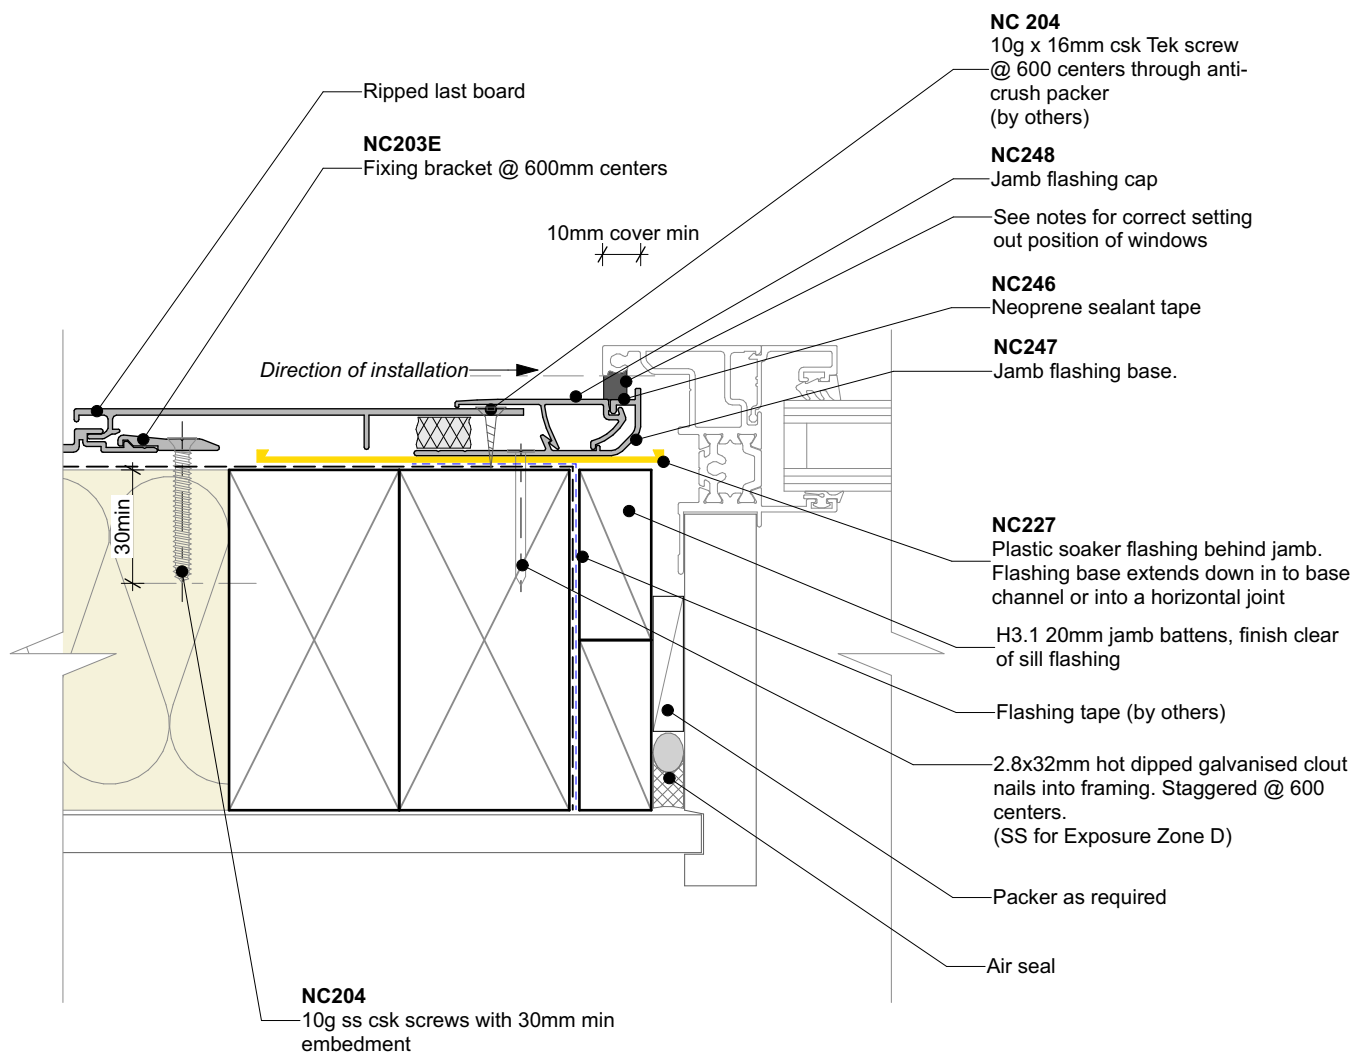 NC 204
10g x 16mm csk Tek screw
@ 600 centers through anti-
crush packer
(by others)
Ripped last board
NC203E
Fixing bracket @ 600mm centers
NC248
Jamb flashing cap
See notes for correct setting
out position of windows
10mm cover min
NC246
Neoprene sealant tape
NC247
Jamb flashing base.
Direction of installation
30min
NC227
Plastic soaker flashing behind jamb.
Flashing base extends down in to base
channel or into a horizontal joint
H3.1 20mm jamb battens, finish clear
of sill flashing
Flashing tape (by others)
2.8x32mm hot dipped galvanised clout
nails into framing. Staggered @ 600
centers.
(SS for Exposure Zone D)
Packer as required
Air seal
NC204
10g ss csk screws with 30mm min
embedment